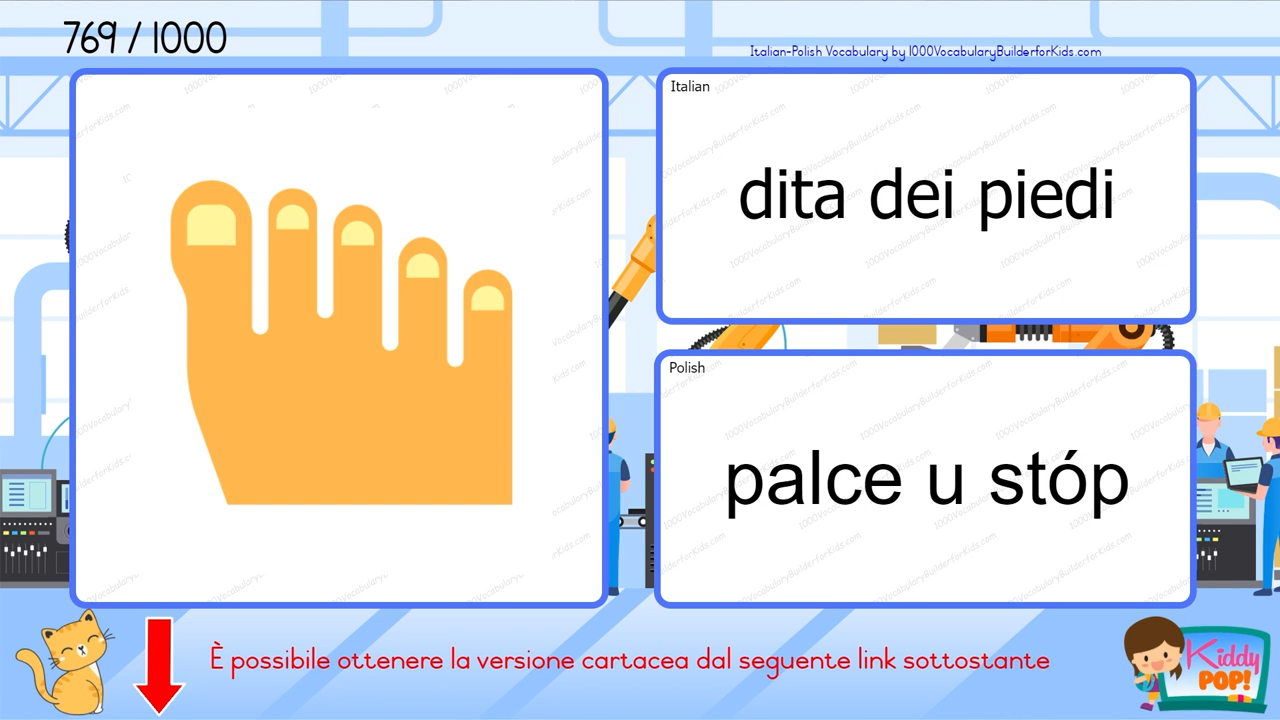 769 / 1000
Italian-Polish Vocabulary by 1000VocabularyBuilderforKids.com
Italian
dita dei piedi
Polish
palce u stóp
È possibile ottenere la versione cartacea dal seguente link sottostante
Kiddy
POP!